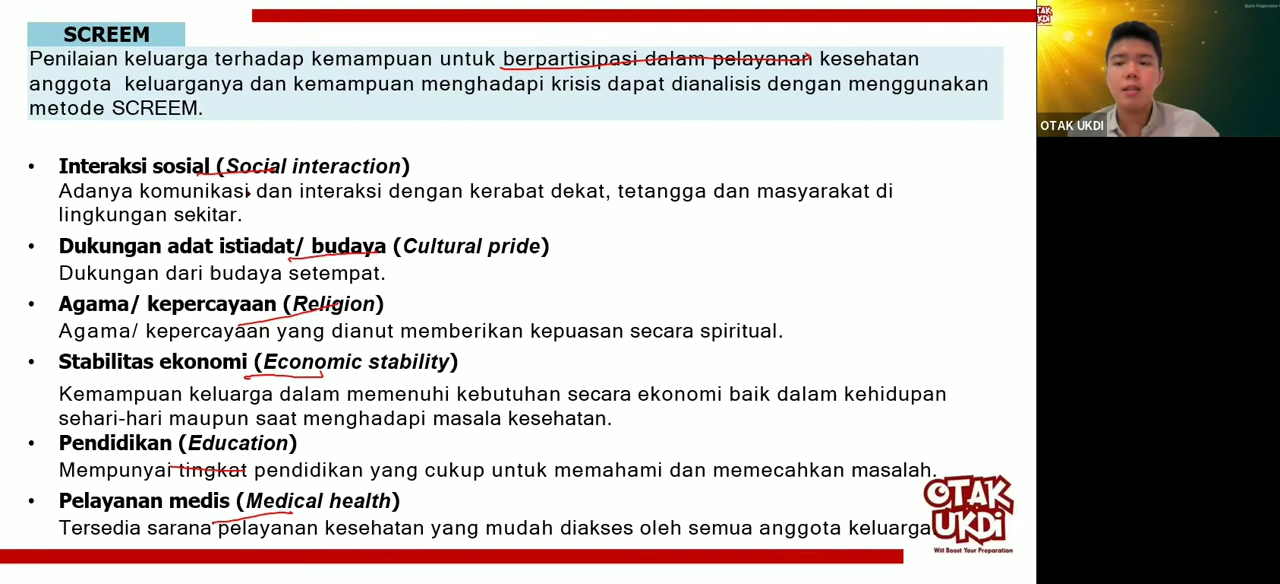 SCREEM
Penilaian keluarga terhadap kemampuan untuk berpartisipasi dalam pelayanan kesehatan
anggota keluarganya dan kemampuan menghadapi krisis dapat dianalisis dengan menggunakan
metode SCREEM.
• Interaksi sosial (Social interaction)
Adanya komunikasi dan interaksi dengan kerabat dekat, tetangga dan masyarakat di
lingkungan sekitar.
• Dukungan adat istiadat/ budaya (Cultural pride)
Dukungan dari budaya setempat.
• Agama/ kepercayaan (Religion)
Agama/ kepercayaan yang dianut memberikan kepuasan secara spiritual.
• Stabilitas ekonomi (Economic stability)
Kemampuan keluarga dalam memenuhi kebutuhan secara ekonomi baik dalam kehidupan
sehari-hari maupun saat menghadapi masala kesehatan.
• Pendidikan (Education)
Mempunyai tingkat pendidikan yang cukup untuk memahami dan memecahkan masalah.
• Pelayanan medis (Medical health)
Tersedia sarana pelayanan kesehatan yang mudah diakses oleh semua anggota keluarga
OTAK
UKDI
Will Boost Your Preparation
OTAK UKDI